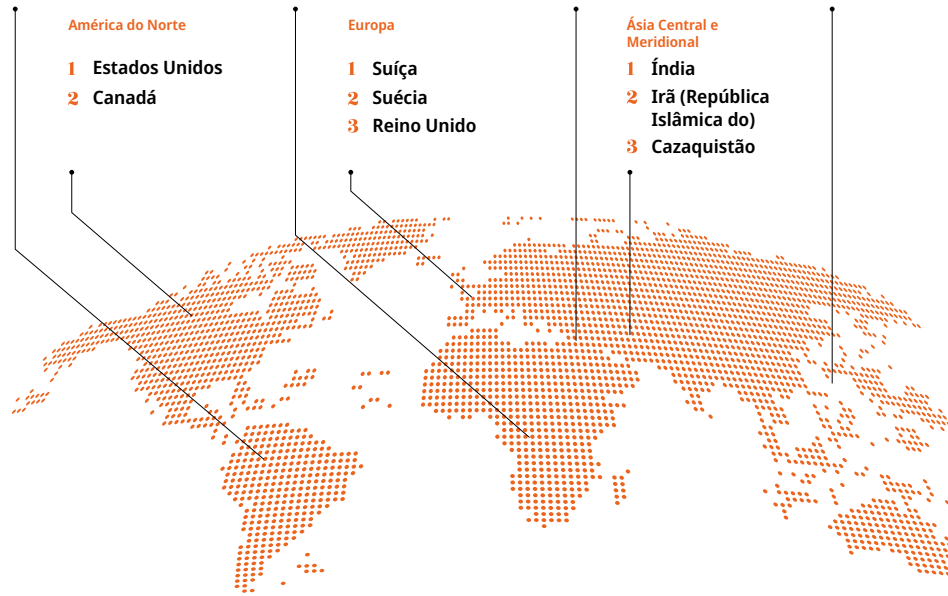 América do Norte
1 Estados Unidos
2 Canadá
Europa
1 Suíça
2 Suécia
3 Reino Unido
Ásia Central e
Meridional
1 Índia
2 Irã (República
Islâmica do)
3 Cazaquistão